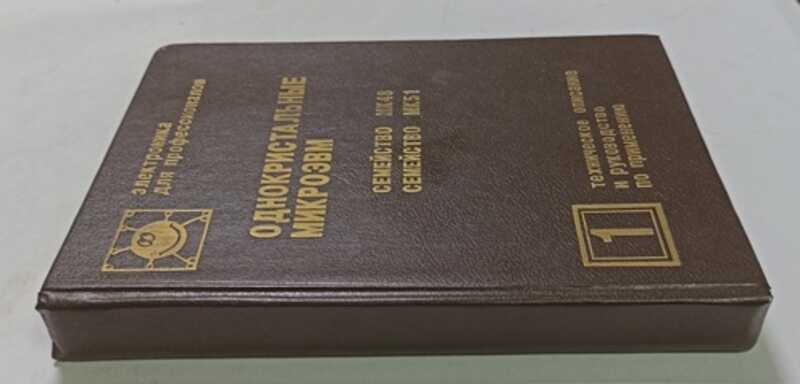 электроника
для профессионалов
ОДНОКРИСТАЛЬНЫЕ
МИКРОЭВМ
СЕМЕЙСТВО МК48
СЕМЕЙСТВО МК51
1
техническое описание
и руководство
по применению